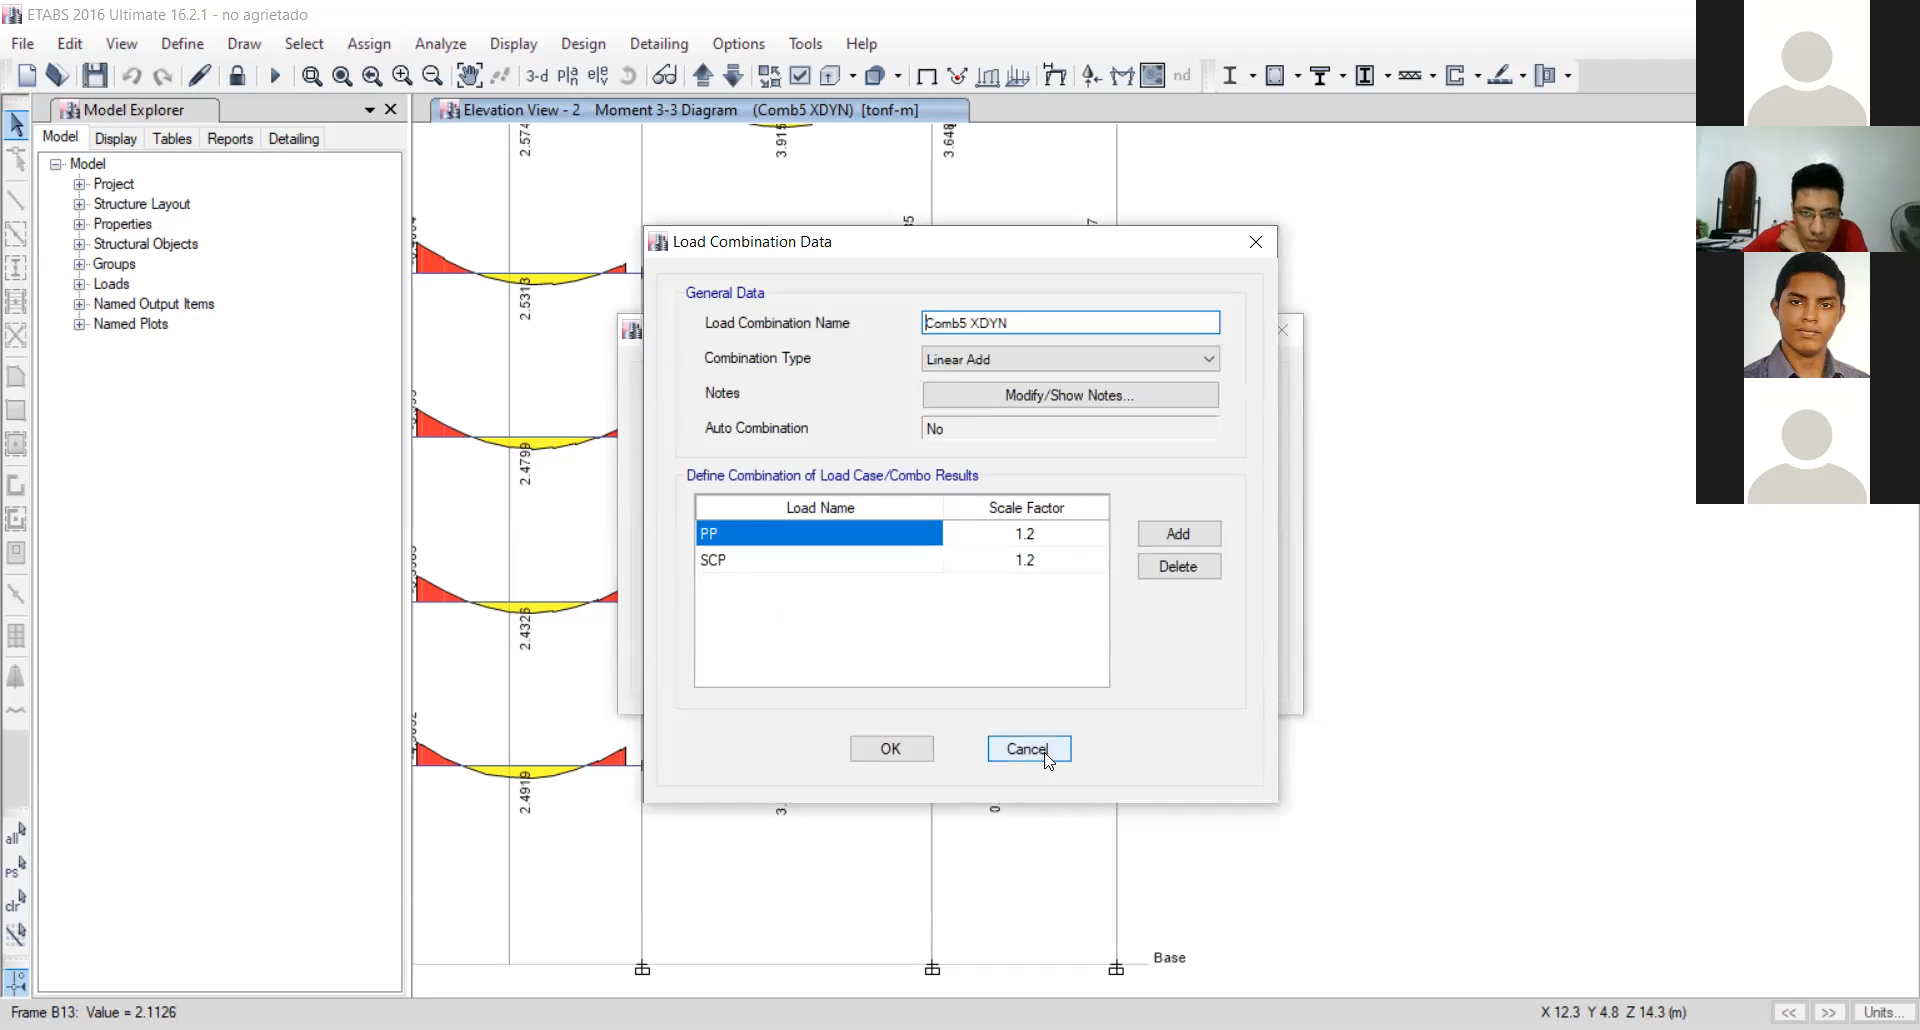 ETABS 2016 Ultimate 16.2.1 - no agrietado
File Edit View Define Draw Select Assign Analyze Display Design Detailing Options Tools Help
3-d nd
Model Explorer
Elevation View - 2 Moment 3-3 Diagram (Comb5 XDYN) [tonf-m]
Model Display Tables Reports Detailing
Model
Project
Structure Layout
Properties
Structural Objects
Groups
Loads
Named Output Items
Named Plots
2.574
3.915
3.648
2.5313
2.4799
2.4326
2.4919
Load Combination Data
General Data
Load Combination Name Comb5 XDYN
Combination Type Linear Add
Notes Modify/Show Notes...
Auto Combination No
Define Combination of Load Case/Combo Results
Load Name Scale Factor
PP 1.2 Add
SCP 1.2 Delete
OK Cancel
all
ps
clr
Base
Frame B13: Value = 2.1126
X 12.3 Y 4.8 Z 14.3 (m)
<< >> Units...